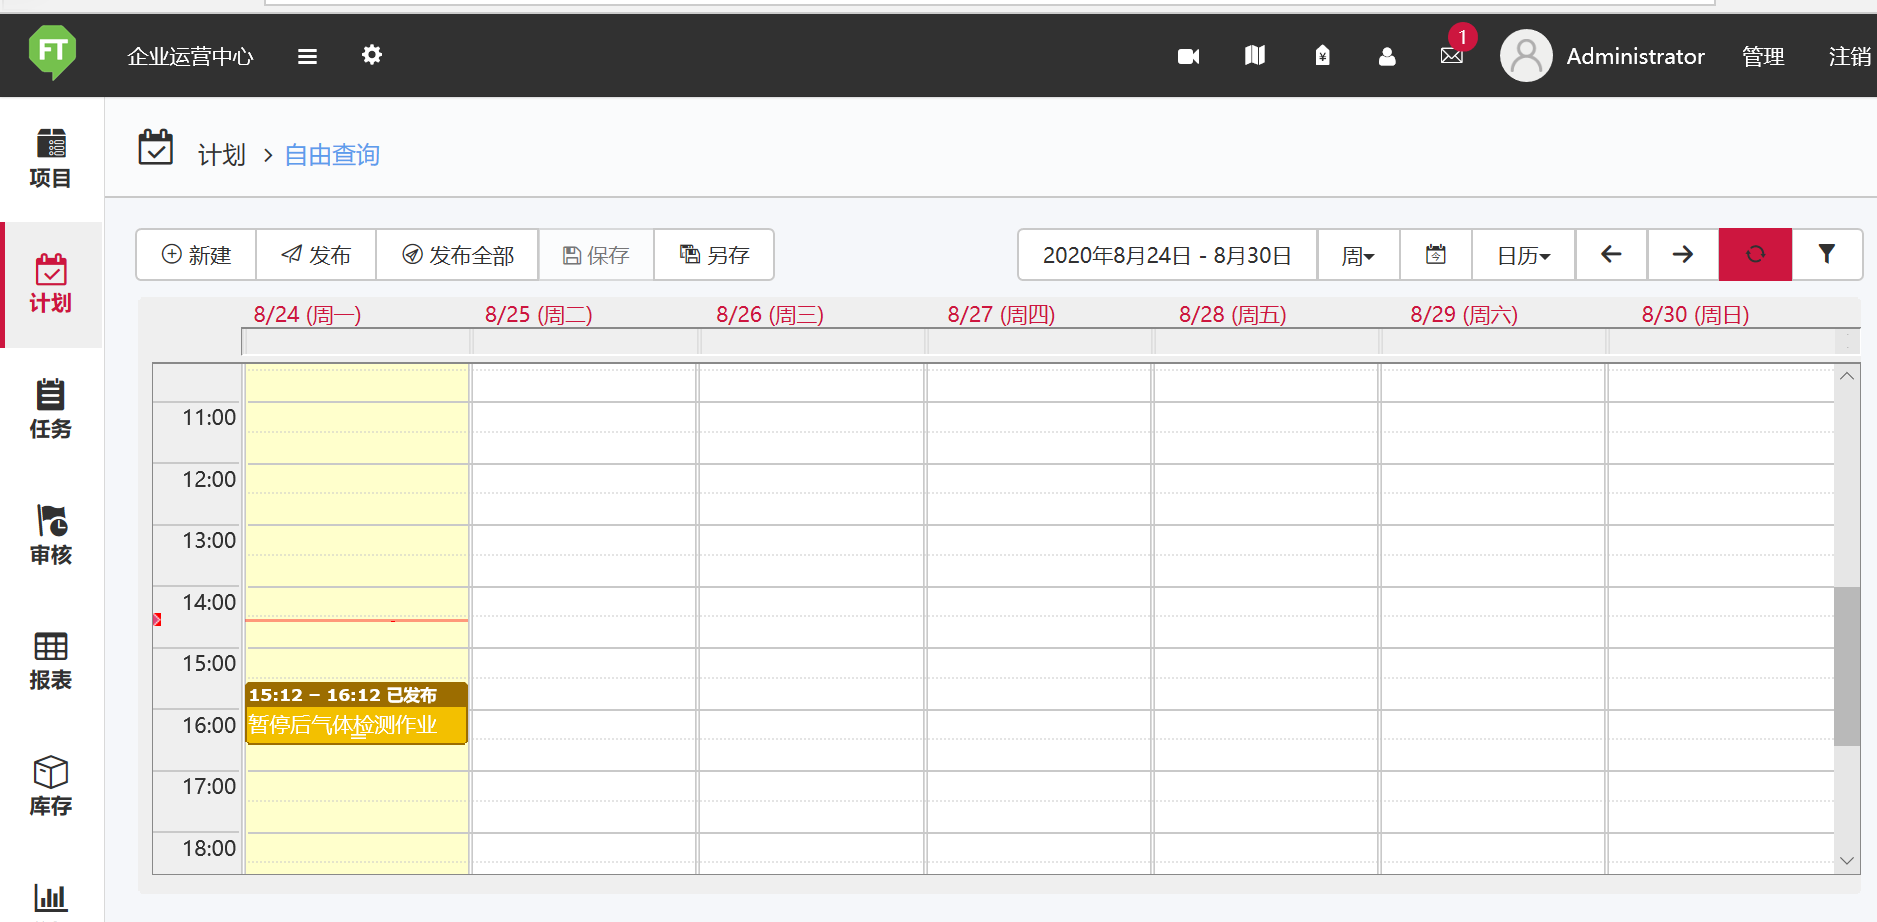 FT
企业运营中心
1
Administrator
管理
注销
项目
计划
任务
审核
报表
库存
计划 > 自由查询
新建
发布
发布全部
保存
另存
2020年8月24日 - 8月30日
周
今
日历
8/24 (周一)
8/25 (周二)
8/26 (周三)
8/27 (周四)
8/28 (周五)
8/29 (周六)
8/30 (周日)
11:00
12:00
13:00
14:00
15:00
15:12 – 16:12 已发布
暂停后气体检测作业
16:00
17:00
18:00